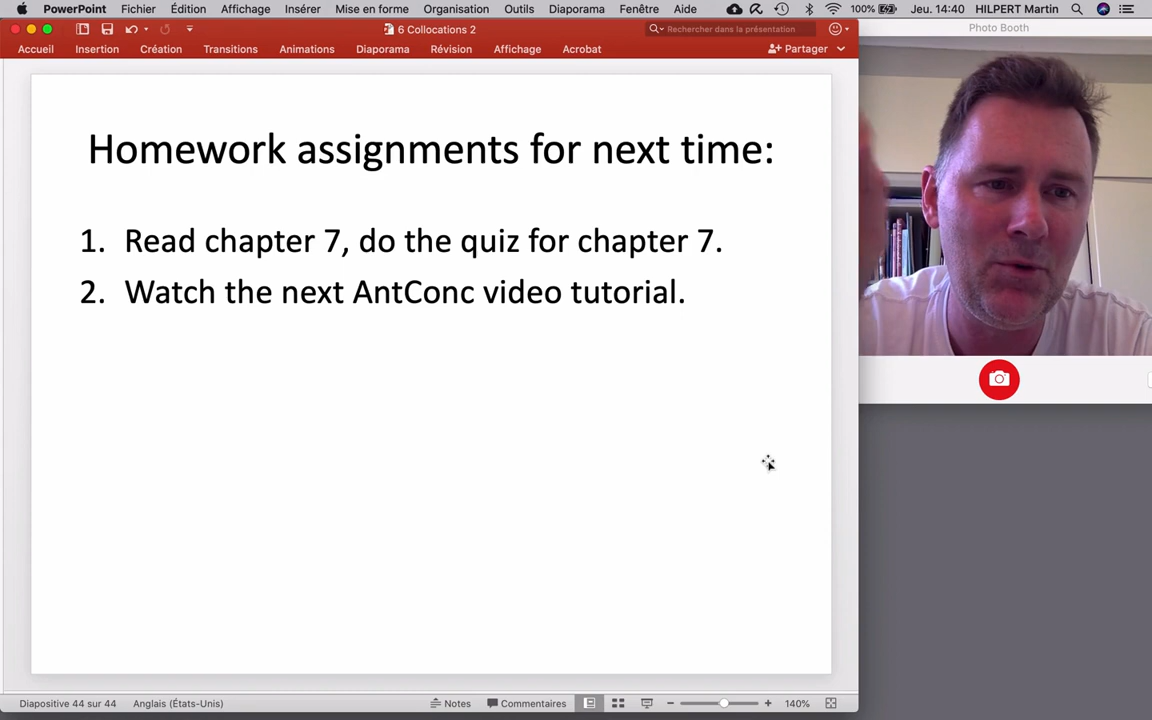 PowerPoint Fichier Édition Affichage Insérer Mise en forme Organisation Outils Diaporama Fenêtre Aide 100% Jeu. 14:40 HILPERT Martin
6 Collocations 2
Rechercher dans la présentation
Photo Booth
Accueil Insertion Création Transitions Animations Diaporama Révision Affichage Acrobat Partager
Homework assignments for next time:
1. Read chapter 7, do the quiz for chapter 7.
2. Watch the next AntConc video tutorial.
Diapositive 44 sur 44 Anglais (États-Unis) Notes Commentaires 140%